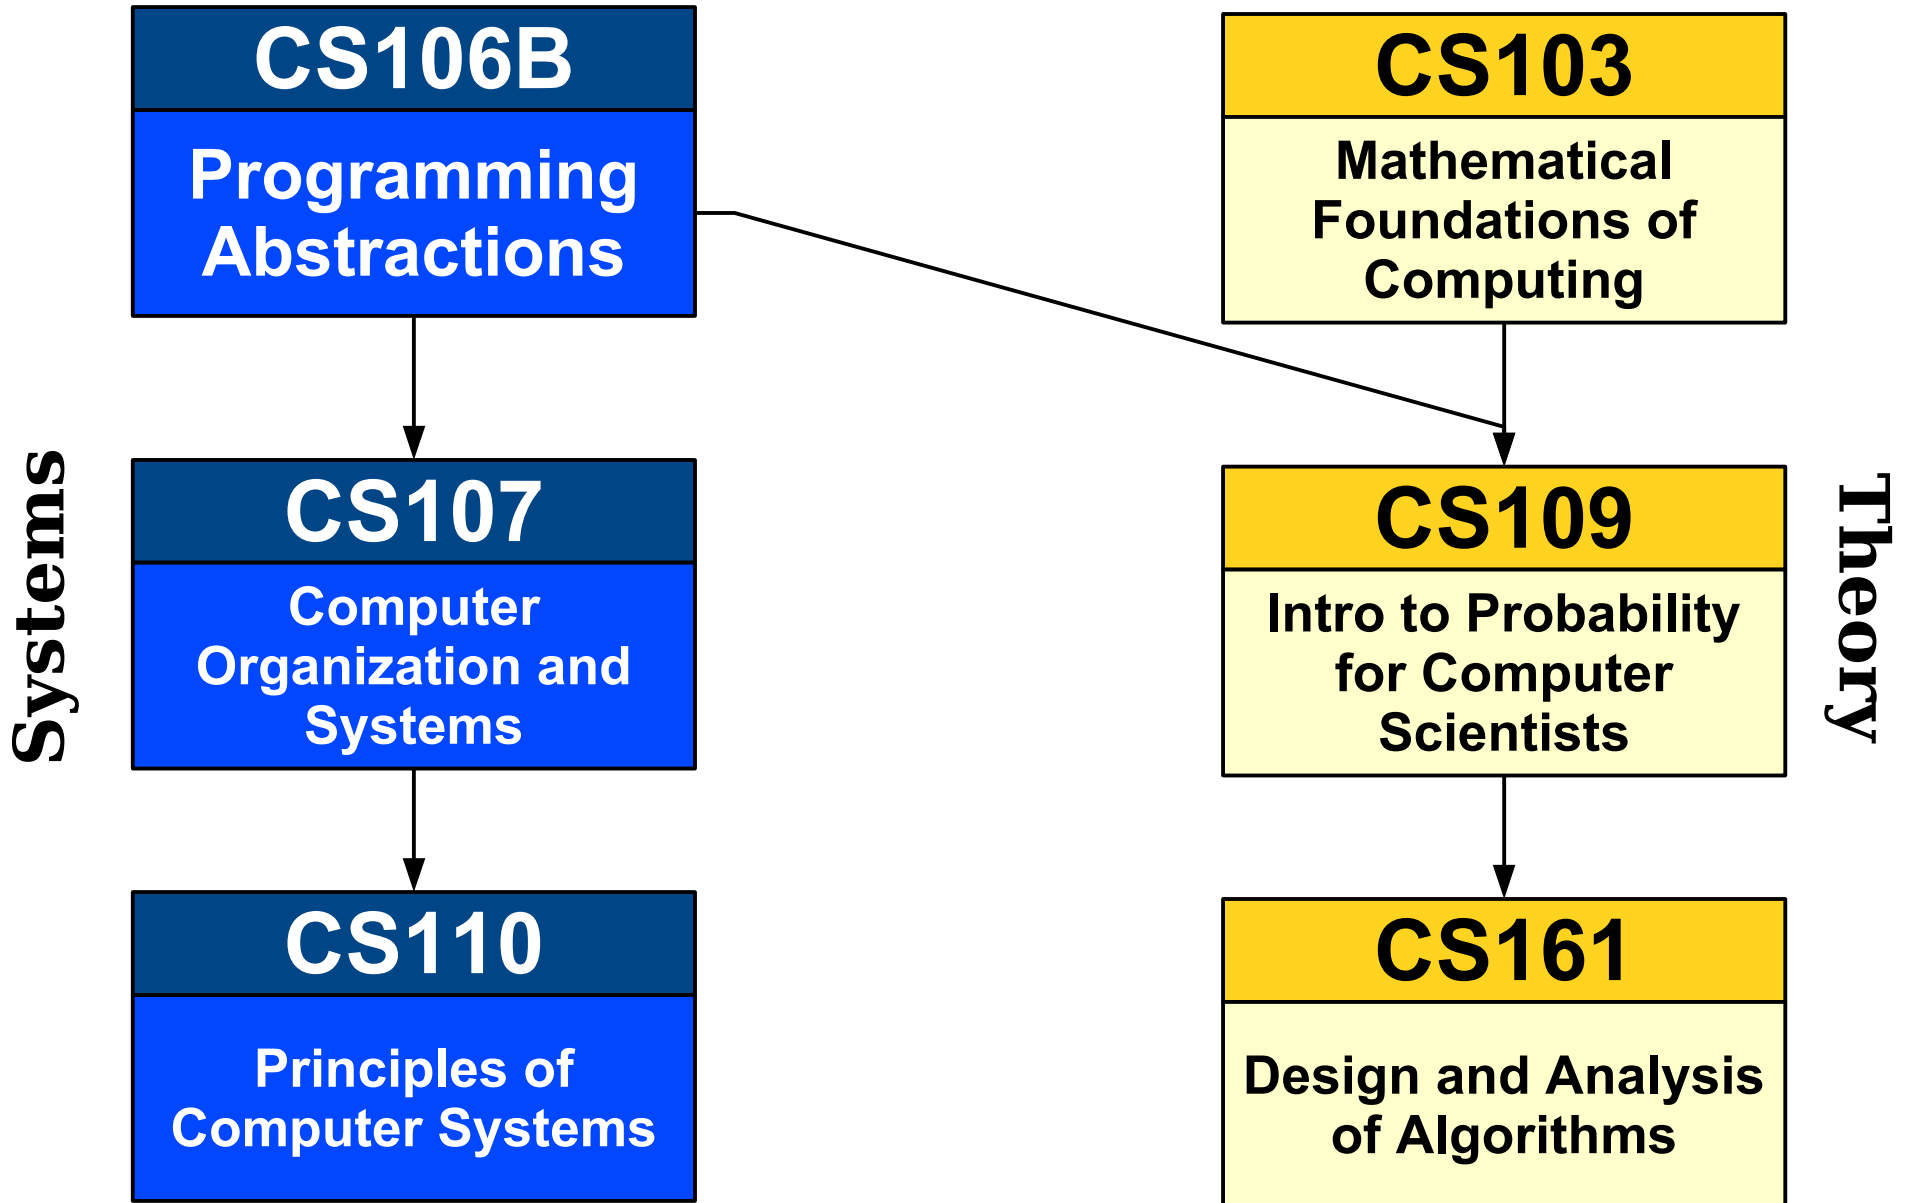 CS106B
Programming
Abstractions
CS103
Mathematical
Foundations of
Computing
Systems
CS107
Computer
Organization and
Systems
CS109
Intro to Probability
for Computer
Scientists
Theory
CS110
Principles of
Computer Systems
CS161
Design and Analysis
of Algorithms